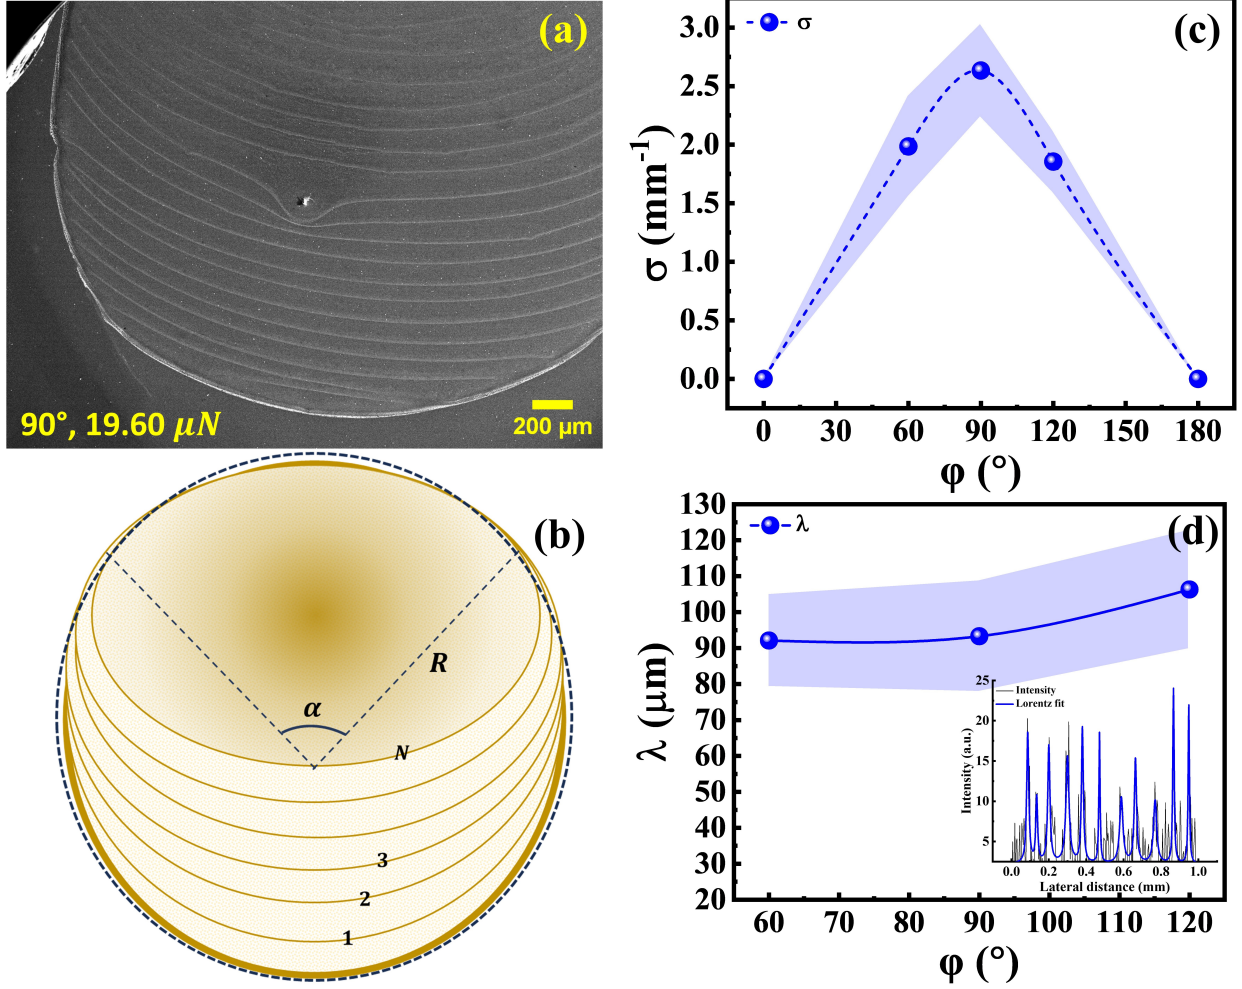 (a)
90°, 19.60 μN
200 μm
(b)
R
α
N
3
2
1
(c)
σ
3.0
2.5
2.0
1.5
1.0
0.5
0.0
σ (mm⁻¹)
0 30 60 90 120 150 180
φ (°)
(d)
λ
130
120
110
100
90
80
70
60
50
40
30
20
λ (μm)
60 70 80 90 100 110 120
φ (°)
25
20
15
10
5
Intensity (a.u.)
Intensity
Lorentz fit
0.0 0.2 0.4 0.6 0.8 1.0
Lateral distance (mm)